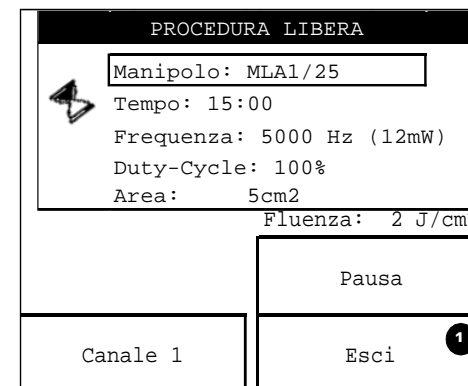 PROCEDURA LIBERA
Manipolo: MLA1/25
Tempo: 15:00
Frequenza: 5000 Hz (12mW)
Duty-Cycle: 100%
Area: 5cm2
Fluenza: 2 J/cm
Pausa
Canale 1
Esci
1